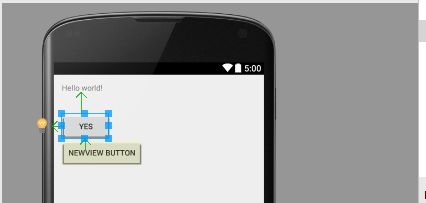 5:00
Hello world!
YES
NEWVIEW BUTTON